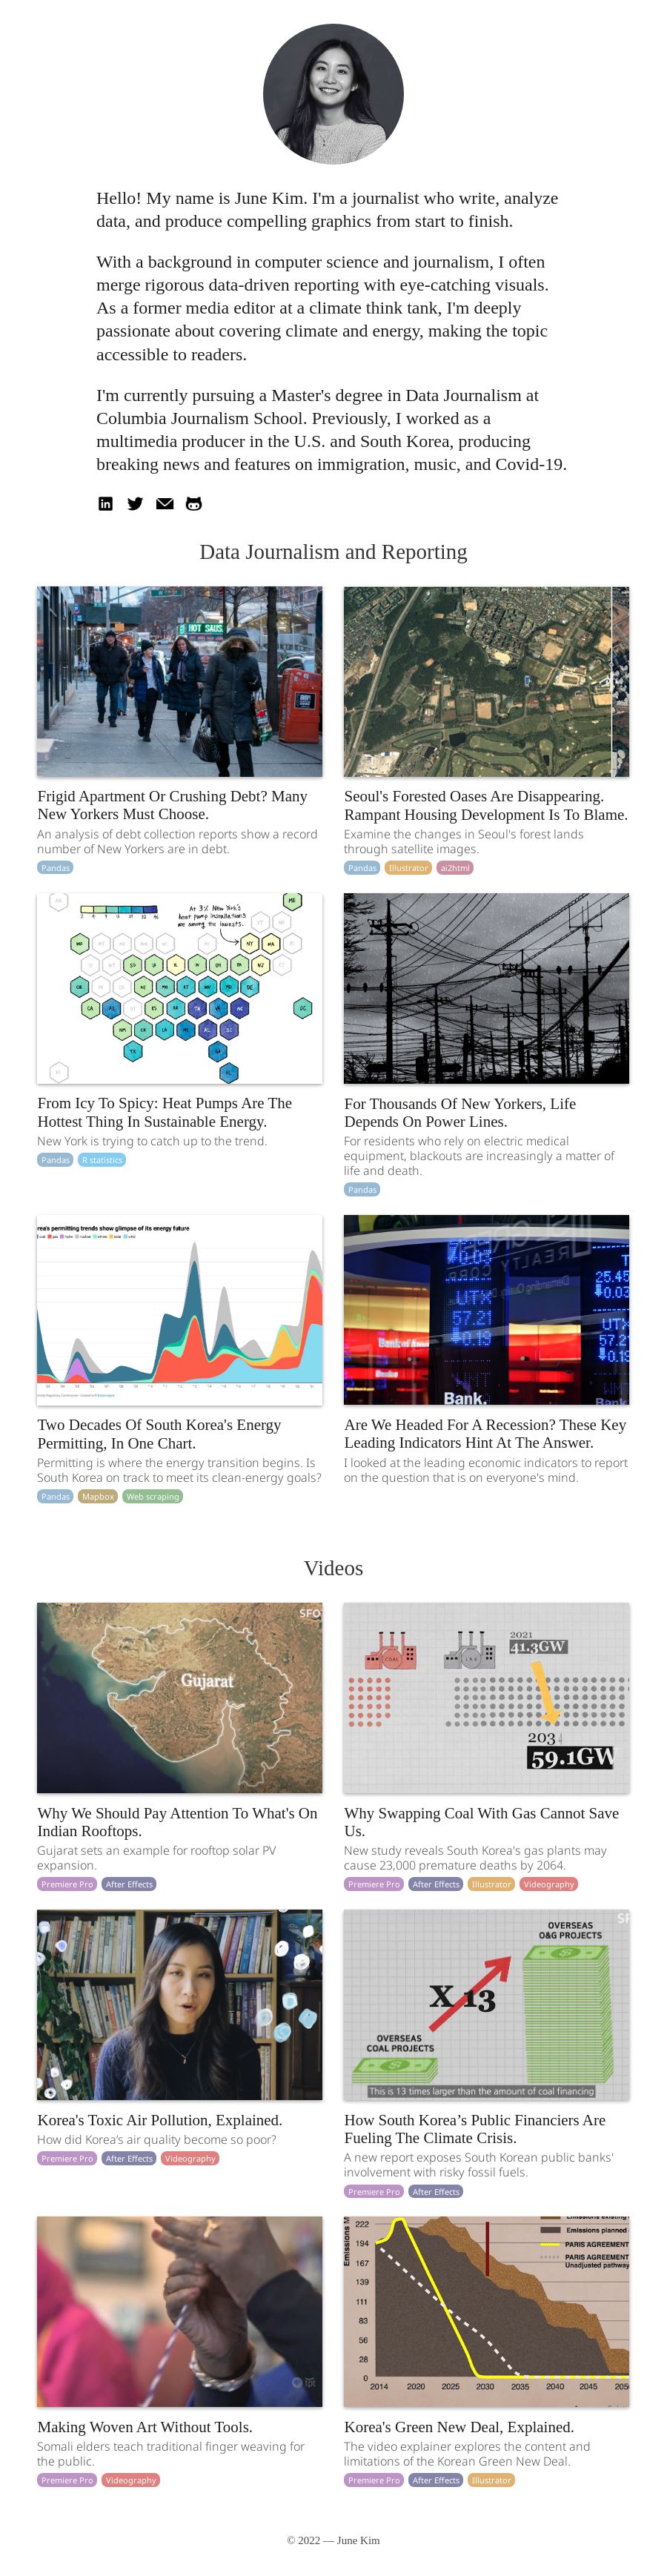 Hello! My name is June Kim. I'm a journalist who write, analyze
data, and produce compelling graphics from start to finish.
With a background in computer science and journalism, I often
merge rigorous data-driven reporting with eye-catching visuals.
As a former media editor at a climate think tank, I'm deeply
passionate about covering climate and energy, making the topic
accessible to readers.
I'm currently pursuing a Master's degree in Data Journalism at
Columbia Journalism School. Previously, I worked as a
multimedia producer in the U.S. and South Korea, producing
breaking news and features on immigration, music, and Covid-19.
Data Journalism and Reporting
HOT SAUS
Frigid Apartment Or Crushing Debt? Many
New Yorkers Must Choose.
An analysis of debt collection reports show a record
number of New Yorkers are in debt.
Pandas
Seoul's Forested Oases Are Disappearing.
Rampant Housing Development Is To Blame.
Examine the changes in Seoul's forest lands
through satellite images.
Pandas Illustrator ai2html
At 3% New York's
heat pump installations
are among the lowests.
From Icy To Spicy: Heat Pumps Are The
Hottest Thing In Sustainable Energy.
New York is trying to catch up to the trend.
Pandas R statistics
For Thousands Of New Yorkers, Life
Depends On Power Lines.
For residents who rely on electric medical
equipment, blackouts are increasingly a matter of
life and death.
Pandas
rea's permitting trends show glimpse of its energy future
Two Decades Of South Korea's Energy
Permitting, In One Chart.
Permitting is where the energy transition begins. Is
South Korea on track to meet its clean-energy goals?
Pandas Mapbox Web scraping
UTX
57.21
Bank.
Are We Headed For A Recession? These Key
Leading Indicators Hint At The Answer.
I looked at the leading economic indicators to report
on the question that is on everyone's mind.
Videos
SFO
Gujarat
Why We Should Pay Attention To What's On
Indian Rooftops.
Gujarat sets an example for rooftop solar PV
expansion.
Premiere Pro After Effects
COAL
LNG
2021
41.3GW
203
59.1GW
Why Swapping Coal With Gas Cannot Save
Us.
New study reveals South Korea's gas plants may
cause 23,000 premature deaths by 2064.
Premiere Pro After Effects Illustrator Videography
Korea's Toxic Air Pollution, Explained.
How did Korea's air quality become so poor?
Premiere Pro After Effects Videography
OVERSEAS
O&G PROJECTS
X 13
OVERSEAS
COAL PROJECTS
This is 13 times larger than the amount of coal financing
How South Korea’s Public Financiers Are
Fueling The Climate Crisis.
A new report exposes South Korean public banks'
involvement with risky fossil fuels.
Premiere Pro After Effects
Making Woven Art Without Tools.
Somali elders teach traditional finger weaving for
the public.
Premiere Pro Videography
Emissions existing
Emissions planned
PARIS AGREEMENT
PARIS AGREEMENT
Unadjusted pathway
Emissions M
222
194
167
139
111
83
56
28
0
2014 2020 2025 2030 2035 2040 2045 205
Korea's Green New Deal, Explained.
The video explainer explores the content and
limitations of the Korean Green New Deal.
Premiere Pro After Effects Illustrator
© 2022 — June Kim